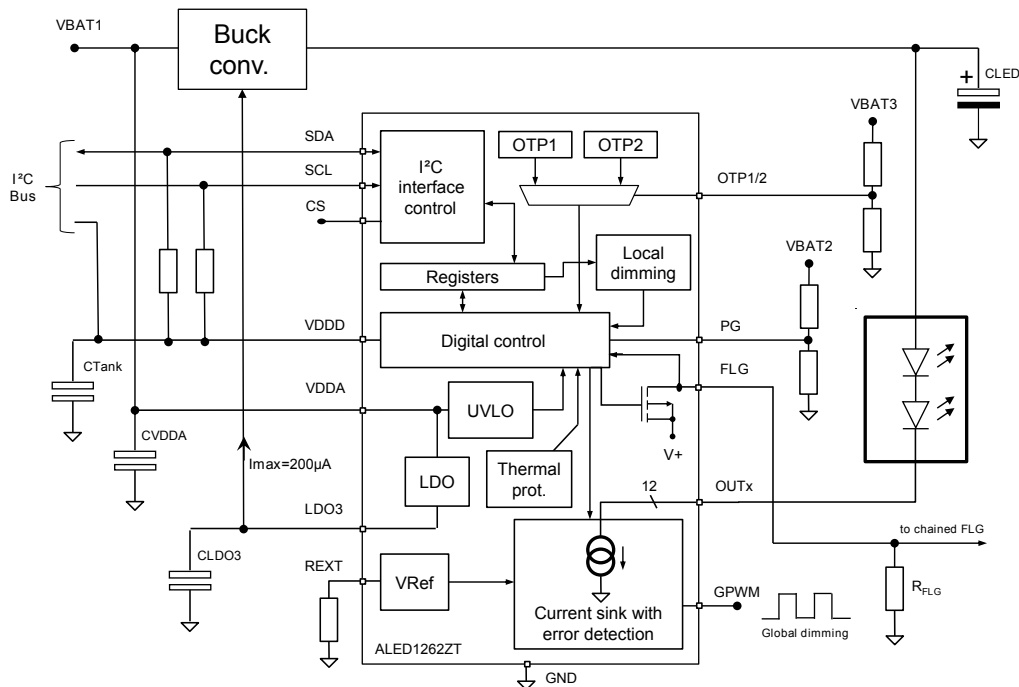 VBAT1
Buck
conv.
CLED
+
VBAT3
SDA
OTP1
OTP2
I²C
Bus
SCL
I²C
interface
control
OTP1/2
CS
VBAT2
Local
dimming
Registers
VDDD
Digital control
PG
CTank
FLG
VDDA
UVLO
CVDDA
V+
Imax=200µA
LDO
Thermal
prot.
12
OUTx
LDO3
to chained FLG
CLDO3
REXT
VRef
RFLG
GPWM
Current sink with
error detection
Global dimming
ALED1262ZT
GND